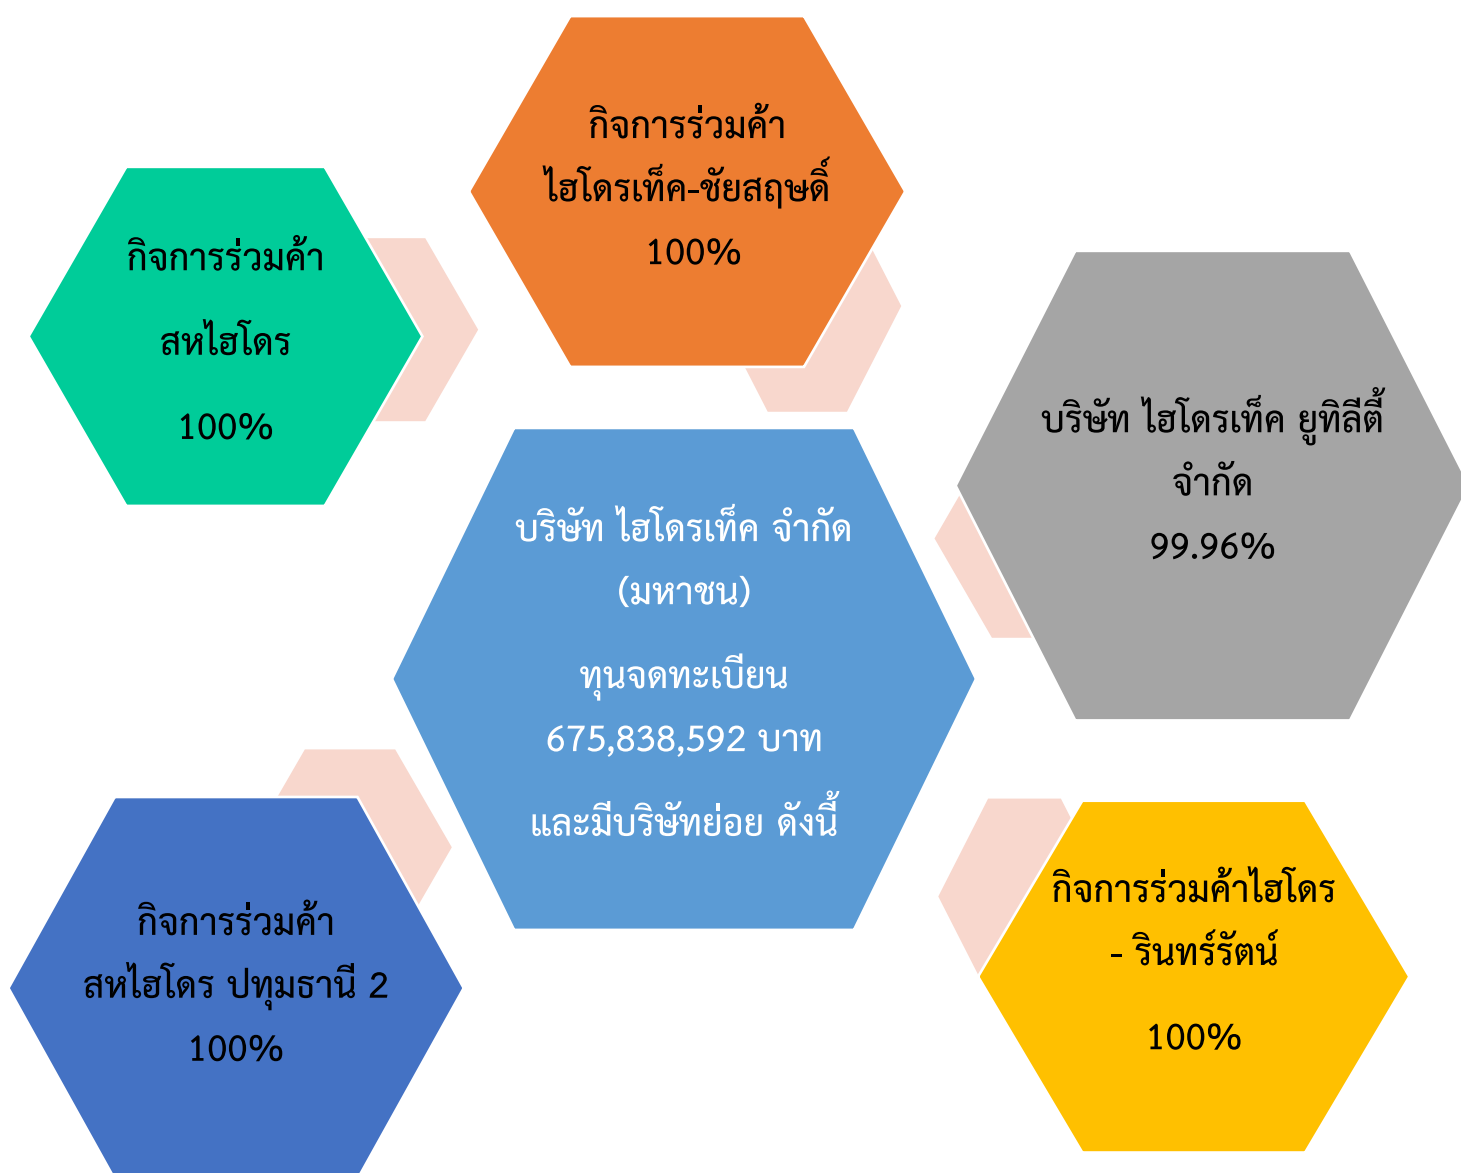 กิจการร่วมค้า
ไฮโดรเท็ค-ชัยสฤษดิ์
100%
กิจการร่วมค้า
สหไฮโดร
100%
บริษัท ไฮโดรเท็ค ยูทิลีตี้
จำกัด
99.96%
บริษัท ไฮโดรเท็ค จำกัด
(มหาชน)
ทุนจดทะเบียน
675,838,592 บาท
และมีบริษัทย่อย ดังนี้
กิจการร่วมค้า
สหไฮโดร ปทุมธานี 2
100%
กิจการร่วมค้าไฮโดร
- รินทร์รัตน์
100%